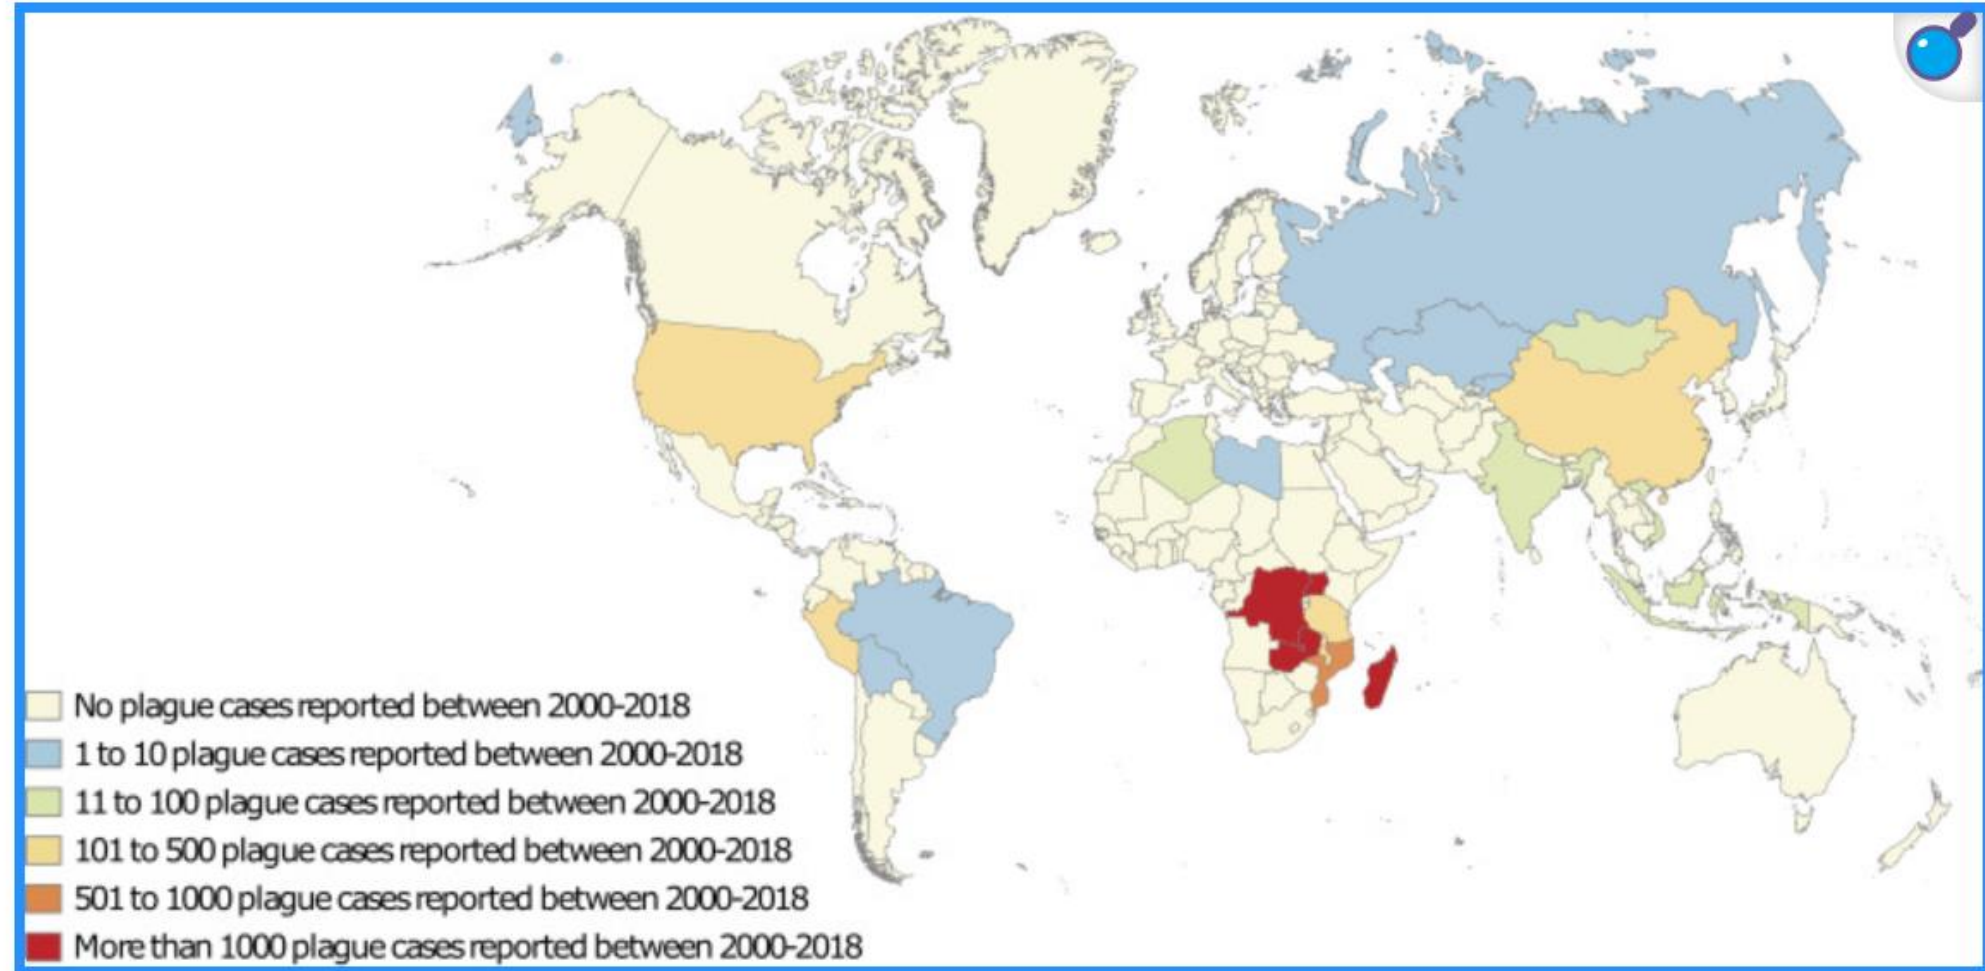 No plague cases reported between 2000-2018
1 to 10 plague cases reported between 2000-2018
11 to 100 plague cases reported between 2000-2018
101 to 500 plague cases reported between 2000-2018
501 to 1000 plague cases reported between 2000-2018
More than 1000 plague cases reported between 2000-2018